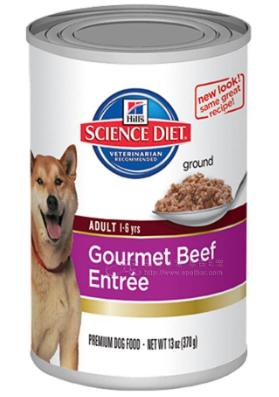 Hill's
SCIENCE DIET
VETERINARIAN
RECOMMENDED
new look!
same great
recipe!
ground
ADULT 1-6 yrs
Gourmet Beef
Entrée
PREMIUM DOG FOOD - NET WT 13 oz (370g)